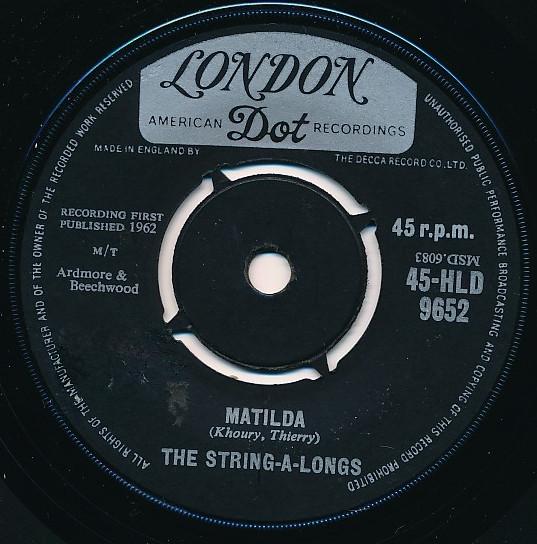 LONDON
AMERICAN Dot RECORDINGS
MADE IN ENGLAND BY
THE DECCA RECORD CO., LTD.
RECORDING FIRST
PUBLISHED 1962
M/T
Ardmore &
Beechwood
45 r.p.m.
MSD.6083
45-HLD
9652
MATILDA
(Khoury, Thierry)
THE STRING-A-LONGS
ALL RIGHTS OF THE MANUFACTURER AND OF THE OWNER OF THE RECORDED WORK RESERVED
UNAUTHORISED PUBLIC PERFORMANCE BROADCASTING AND COPYING OF THIS RECORD PROHIBITED